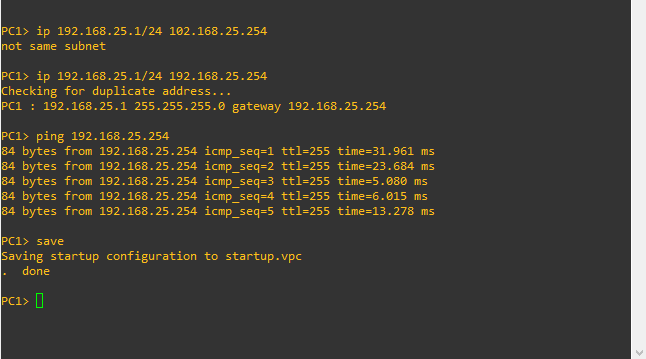 PC1> ip 192.168.25.1/24 102.168.25.254
not same subnet
PC1> ip 192.168.25.1/24 192.168.25.254
Checking for duplicate address...
PC1 : 192.168.25.1 255.255.255.0 gateway 192.168.25.254
PC1> ping 192.168.25.254
84 bytes from 192.168.25.254 icmp_seq=1 ttl=255 time=31.961 ms
84 bytes from 192.168.25.254 icmp_seq=2 ttl=255 time=23.684 ms
84 bytes from 192.168.25.254 icmp_seq=3 ttl=255 time=5.080 ms
84 bytes from 192.168.25.254 icmp_seq=4 ttl=255 time=6.015 ms
84 bytes from 192.168.25.254 icmp_seq=5 ttl=255 time=13.278 ms
PC1> save
Saving startup configuration to startup.vpc
.  done
PC1>